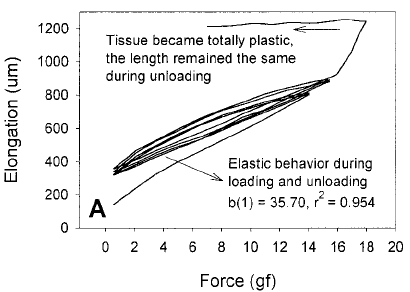 1200
1000
800
600
400
200
0
Elongation (um)
Tissue became totally plastic,
the length remained the same
during unloading
Elastic behavior during
loading and unloading
b(1) = 35.70, r² = 0.954
A
0 2 4 6 8 10 12 14 16 18 20
Force (gf)